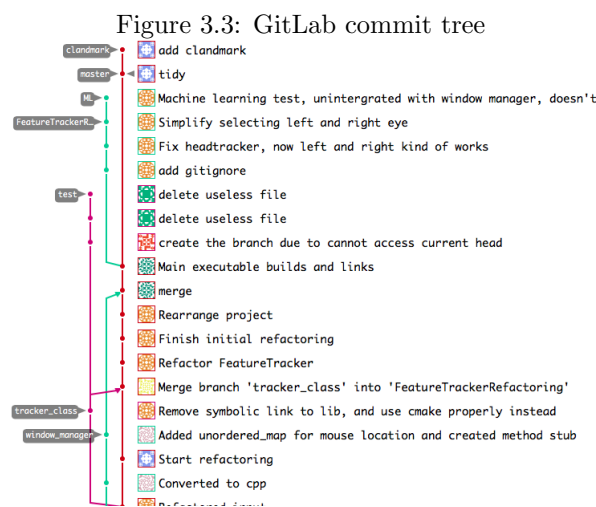 Figure 3.3: GitLab commit tree
clandmark add clandmark
master tidy
ML Machine learning test, unintergrated with window manager, doesn't
FeatureTrackerR… Simplify selecting left and right eye
Fix headtracker, now left and right kind of works
add gitignore
test delete useless file
delete useless file
create the branch due to cannot access current head
Main executable builds and links
merge
Rearrange project
Finish initial refactoring
Refactor FeatureTracker
Merge branch 'tracker_class' into 'FeatureTrackerRefactoring'
tracker_class Remove symbolic link to lib, and use cmake properly instead
window_manager Added unordered_map for mouse location and created method stub
Start refactoring
Converted to cpp
Refactored input